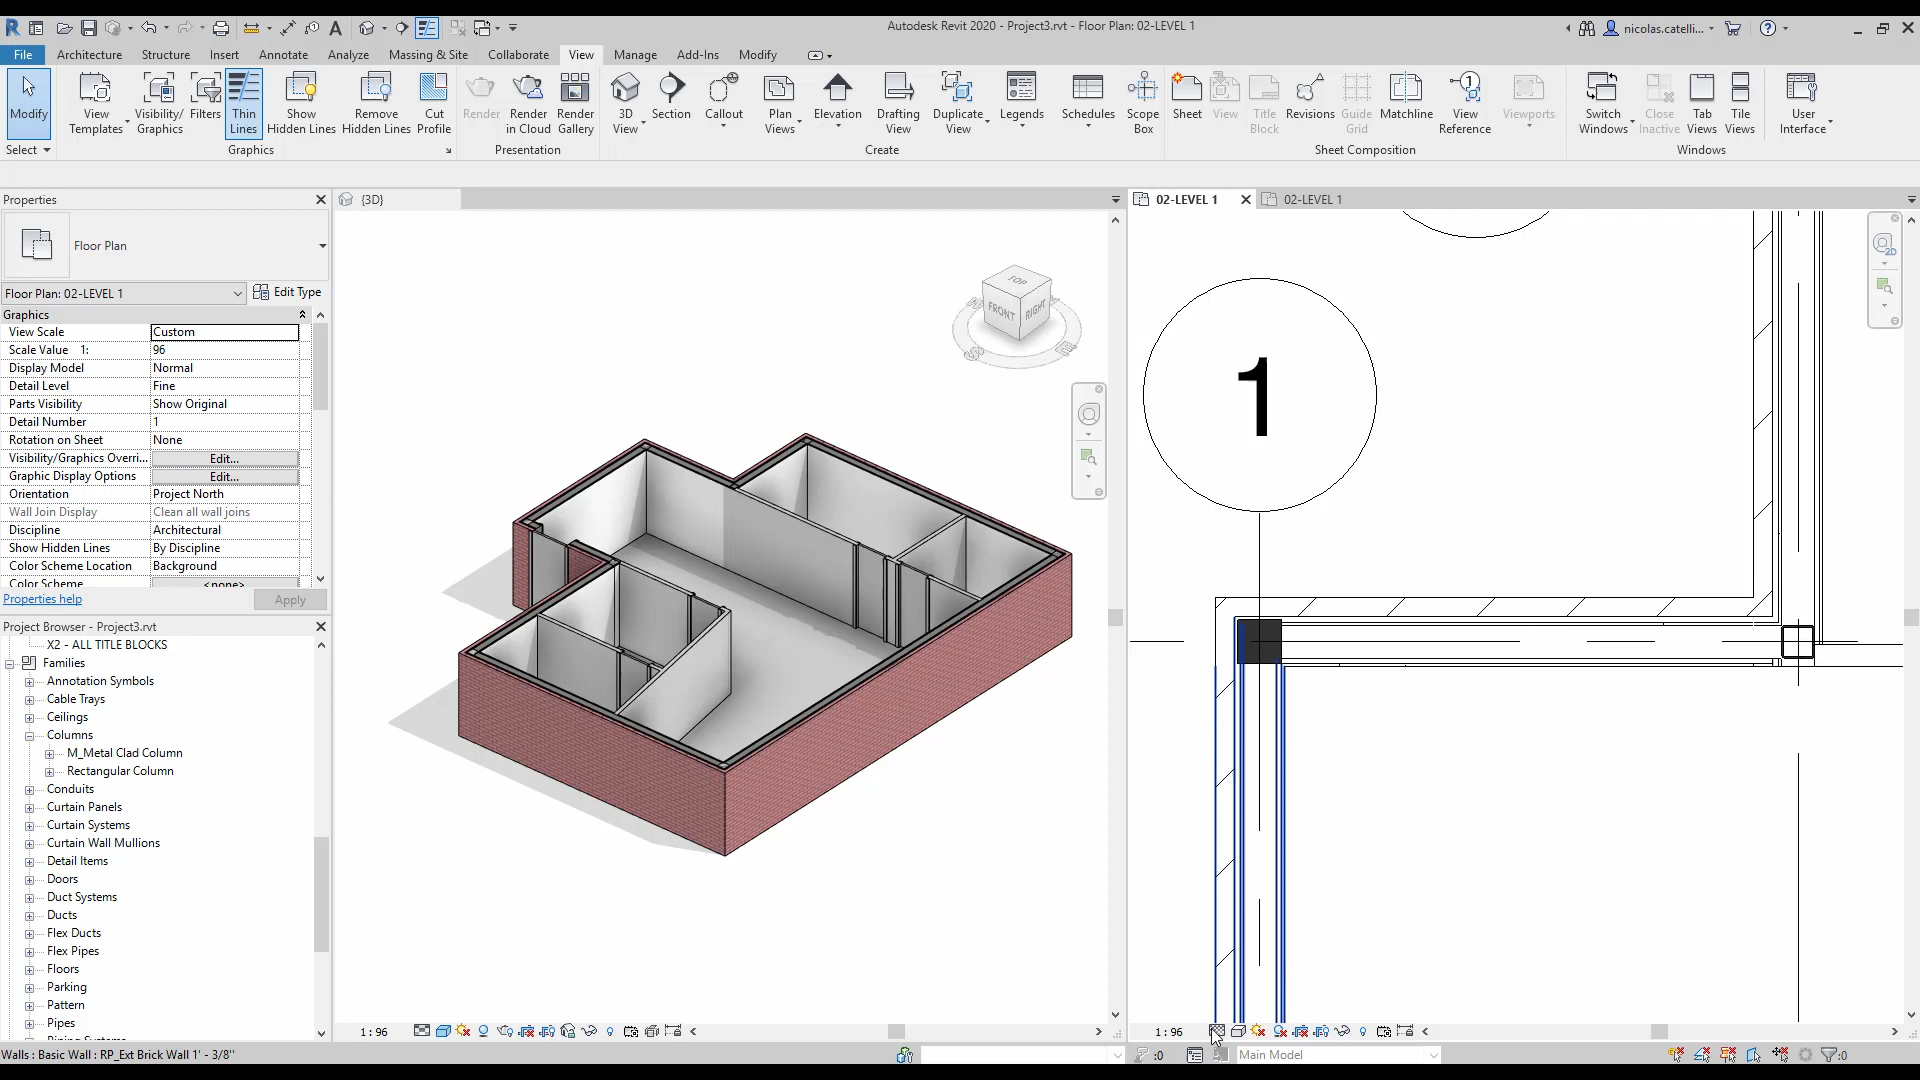 Autodesk Revit 2020 - Project3.rvt - Floor Plan: 02-LEVEL 1
nicolas.catelli...
File Architecture Structure Insert Annotate Analyze Massing & Site Collaborate View Manage Add-Ins Modify
Modify
View Templates
Visibility/ Graphics
Filters
Thin Lines
Show Hidden Lines
Remove Hidden Lines
Cut Profile
Render
Render in Cloud
Render Gallery
3D View
Section
Callout
Plan Views
Elevation
Drafting View
Duplicate View
Legends
Schedules
Scope Box
Sheet
View
Title Block
Revisions
Guide Grid
Matchline
View Reference
Viewports
Switch Windows
Close Inactive
Tab Views
Tile Views
User Interface
Select Graphics Presentation Create Sheet Composition Windows
Properties
Floor Plan
Floor Plan: 02-LEVEL 1 Edit Type
Graphics
View Scale Custom
Scale Value 1: 96
Display Model Normal
Detail Level Fine
Parts Visibility Show Original
Detail Number 1
Rotation on Sheet None
Visibility/Graphics Overri... Edit...
Graphic Display Options Edit...
Orientation Project North
Wall Join Display Clean all wall joins
Discipline Architectural
Show Hidden Lines By Discipline
Color Scheme Location Background
Color Scheme <none>
Properties help Apply
Project Browser - Project3.rvt
X2 - ALL TITLE BLOCKS
Families
Annotation Symbols
Cable Trays
Ceilings
Columns
M_Metal Clad Column
Rectangular Column
Conduits
Curtain Panels
Curtain Systems
Curtain Wall Mullions
Detail Items
Doors
Duct Systems
Ducts
Flex Ducts
Flex Pipes
Floors
Parking
Pattern
Pipes
Piping Systems
{3D}
TOP
FRONT
RIGHT
S
E
1 : 96
02-LEVEL 1
02-LEVEL 1
2D
1
1 : 96
Walls : Basic Wall : RP_Ext Brick Wall 1' - 3/8"
:0
Main Model
:0